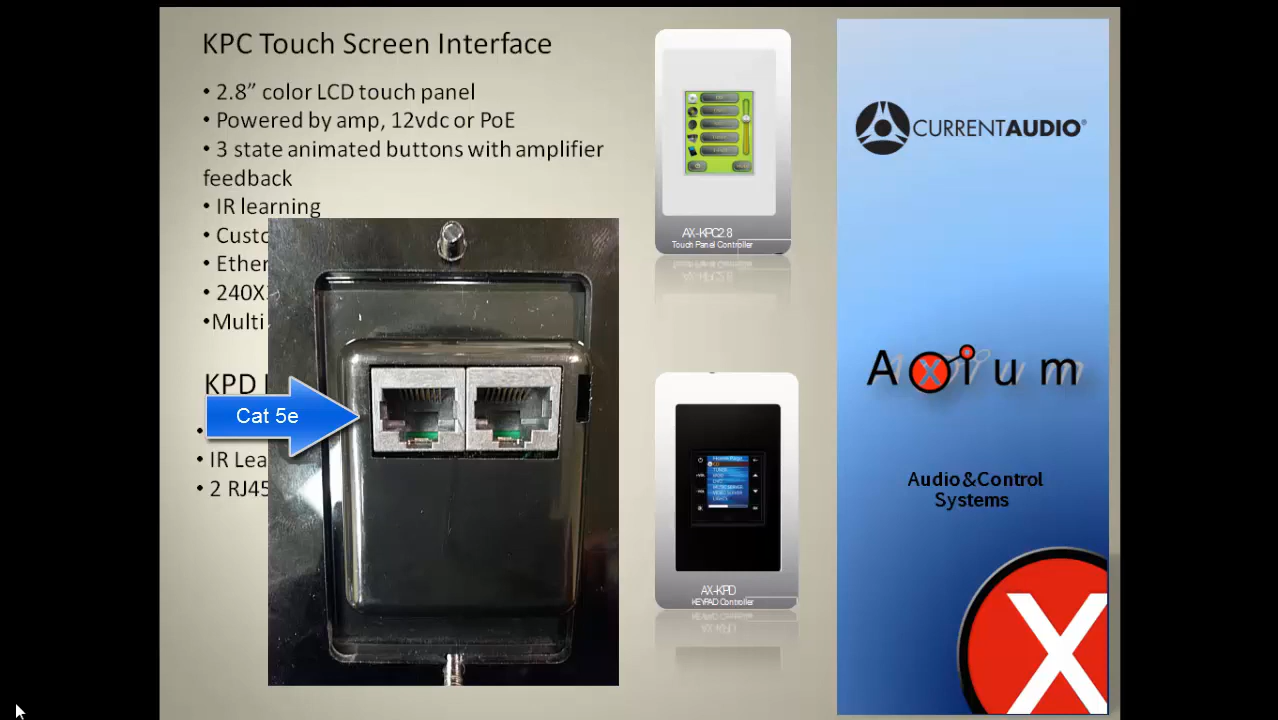 KPC Touch Screen Interface
• 2.8” color LCD touch panel
• Powered by amp, 12vdc or PoE
• 3 state animated buttons with amplifier
feedback
• IR learning
• Custo
• Ether
• 240X
•Multi
KPD
Cat 5e
• IR Lea
• 2 RJ45
AX-KPC2.8
Touch Panel Controller
AX-KPD
KEYPAD Controller
CURRENTAUDIO®
Axium
Audio&Control
Systems
X